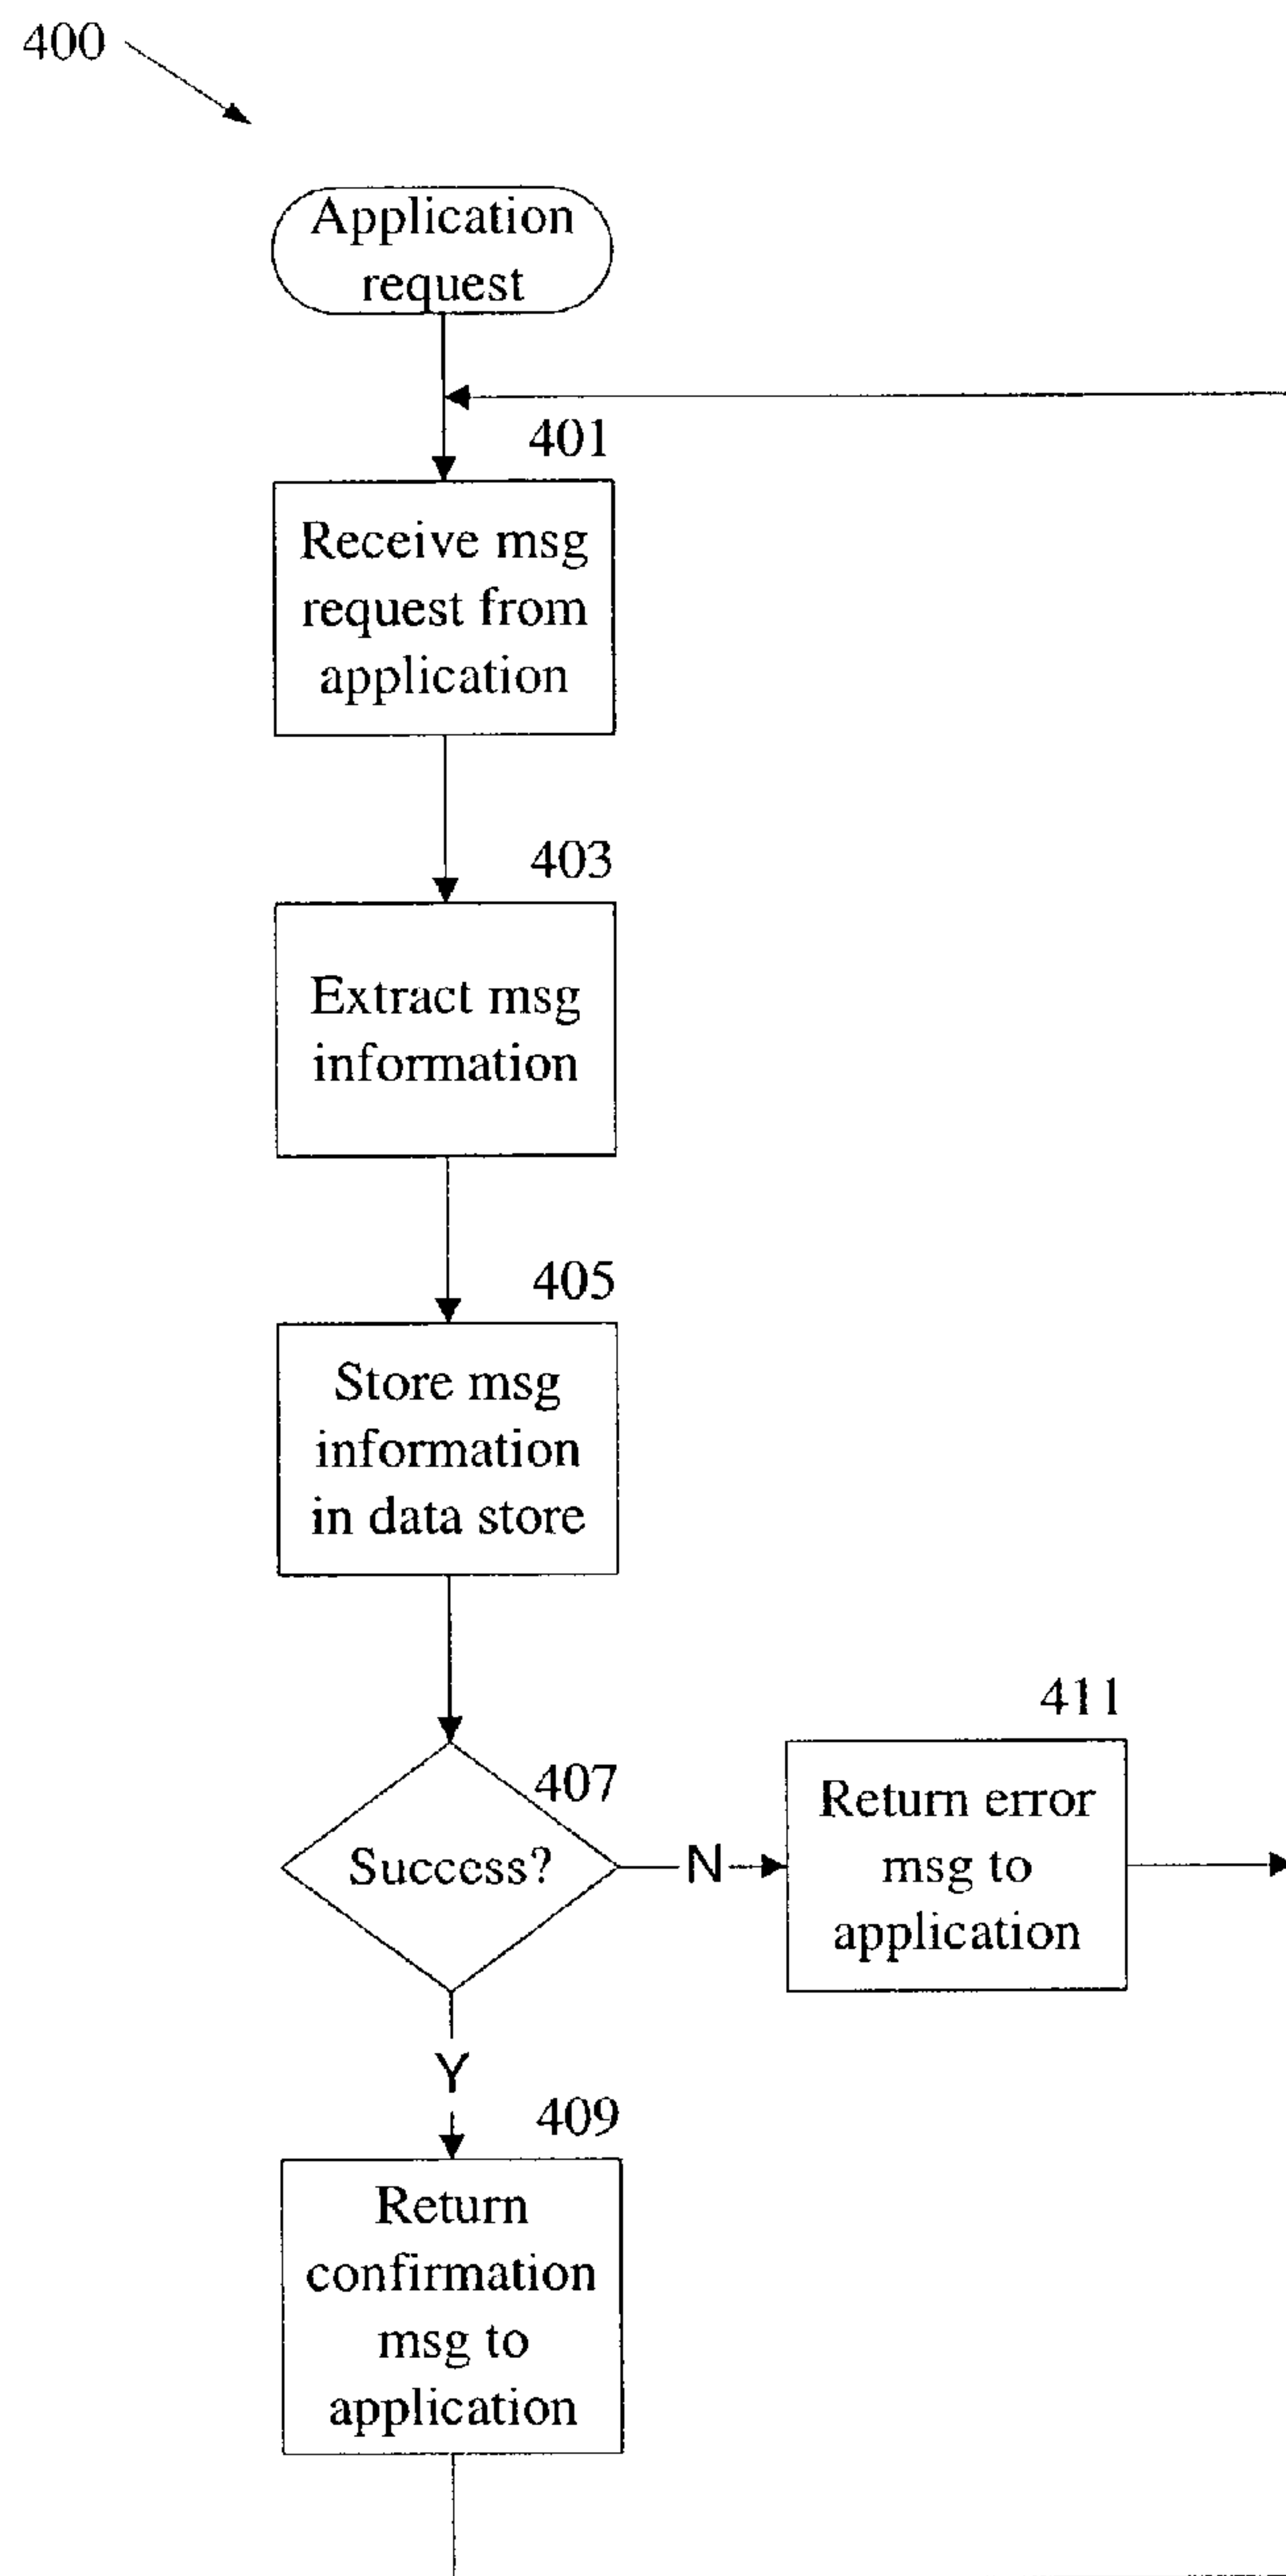 400
Application
request
401
Receive msg
request from
application
403
Extract msg
information
405
Store msg
information
in data store
407
Success?
N
411
Return error
msg to
application
Y
409
Return
confirmation
msg to
application